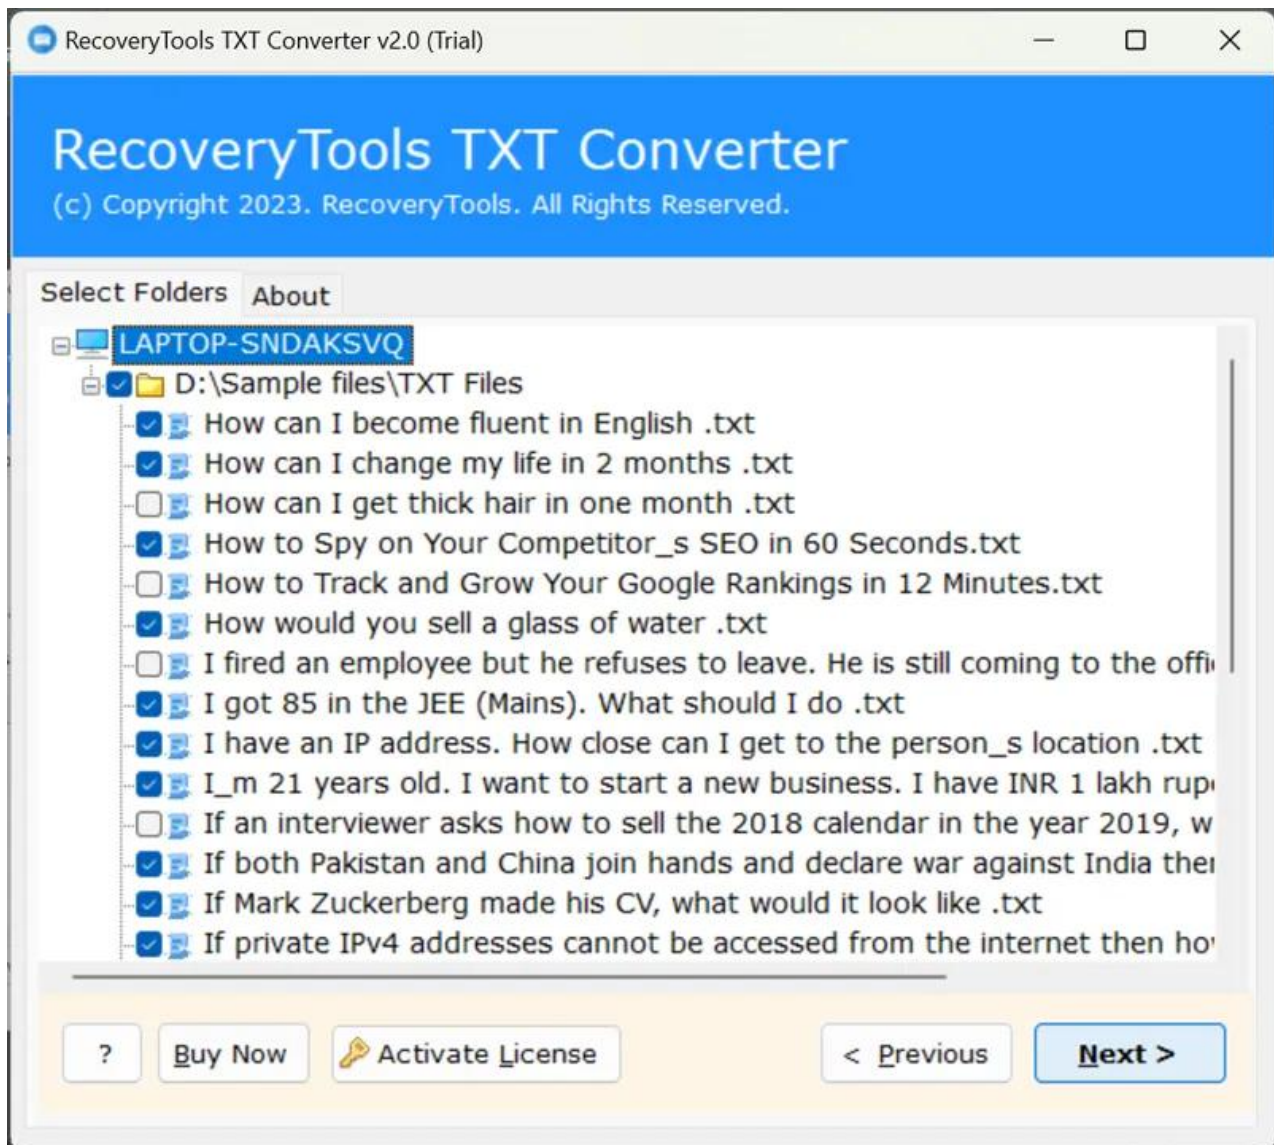 RecoveryTools TXT Converter v2.0 (Trial)
RecoveryTools TXT Converter
(c) Copyright 2023. RecoveryTools. All Rights Reserved.
Select Folders About
LAPTOP-SNDAKSVQ
D:\Sample files\TXT Files
How can I become fluent in English .txt
How can I change my life in 2 months .txt
How can I get thick hair in one month .txt
How to Spy on Your Competitor_s SEO in 60 Seconds.txt
How to Track and Grow Your Google Rankings in 12 Minutes.txt
How would you sell a glass of water .txt
I fired an employee but he refuses to leave. He is still coming to the offi
I got 85 in the JEE (Mains). What should I do .txt
I have an IP address. How close can I get to the person_s location .txt
I_m 21 years old. I want to start a new business. I have INR 1 lakh rup
If an interviewer asks how to sell the 2018 calendar in the year 2019, w
If both Pakistan and China join hands and declare war against India the
If Mark Zuckerberg made his CV, what would it look like .txt
If private IPv4 addresses cannot be accessed from the internet then ho
? Buy Now Activate License < Previous Next >